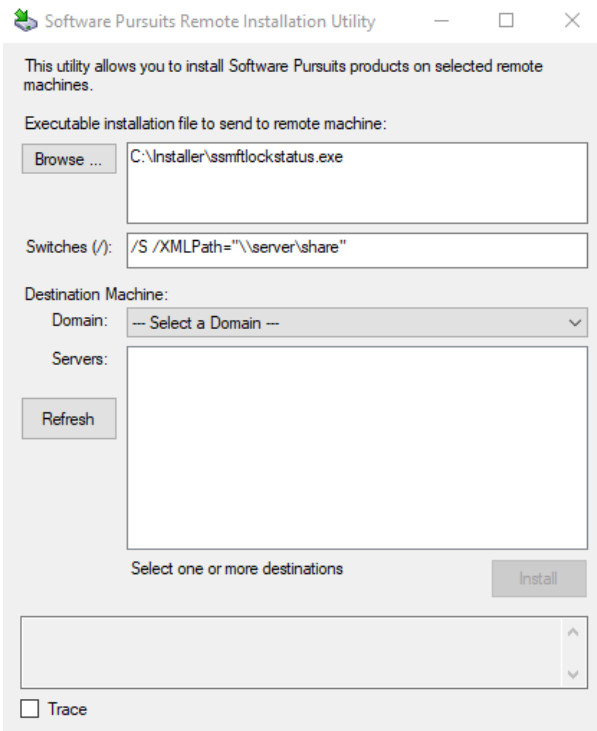 Software Pursuits Remote Installation Utility
This utility allows you to install Software Pursuits products on selected remote
machines.
Executable installation file to send to remote machine:
Browse ...
C:\Installer\ssmftlockstatus.exe
Switches (/):
/S /XMLPath="\\server\share"
Destination Machine:
Domain:
--- Select a Domain ---
Servers:
Refresh
Select one or more destinations
Install
Trace